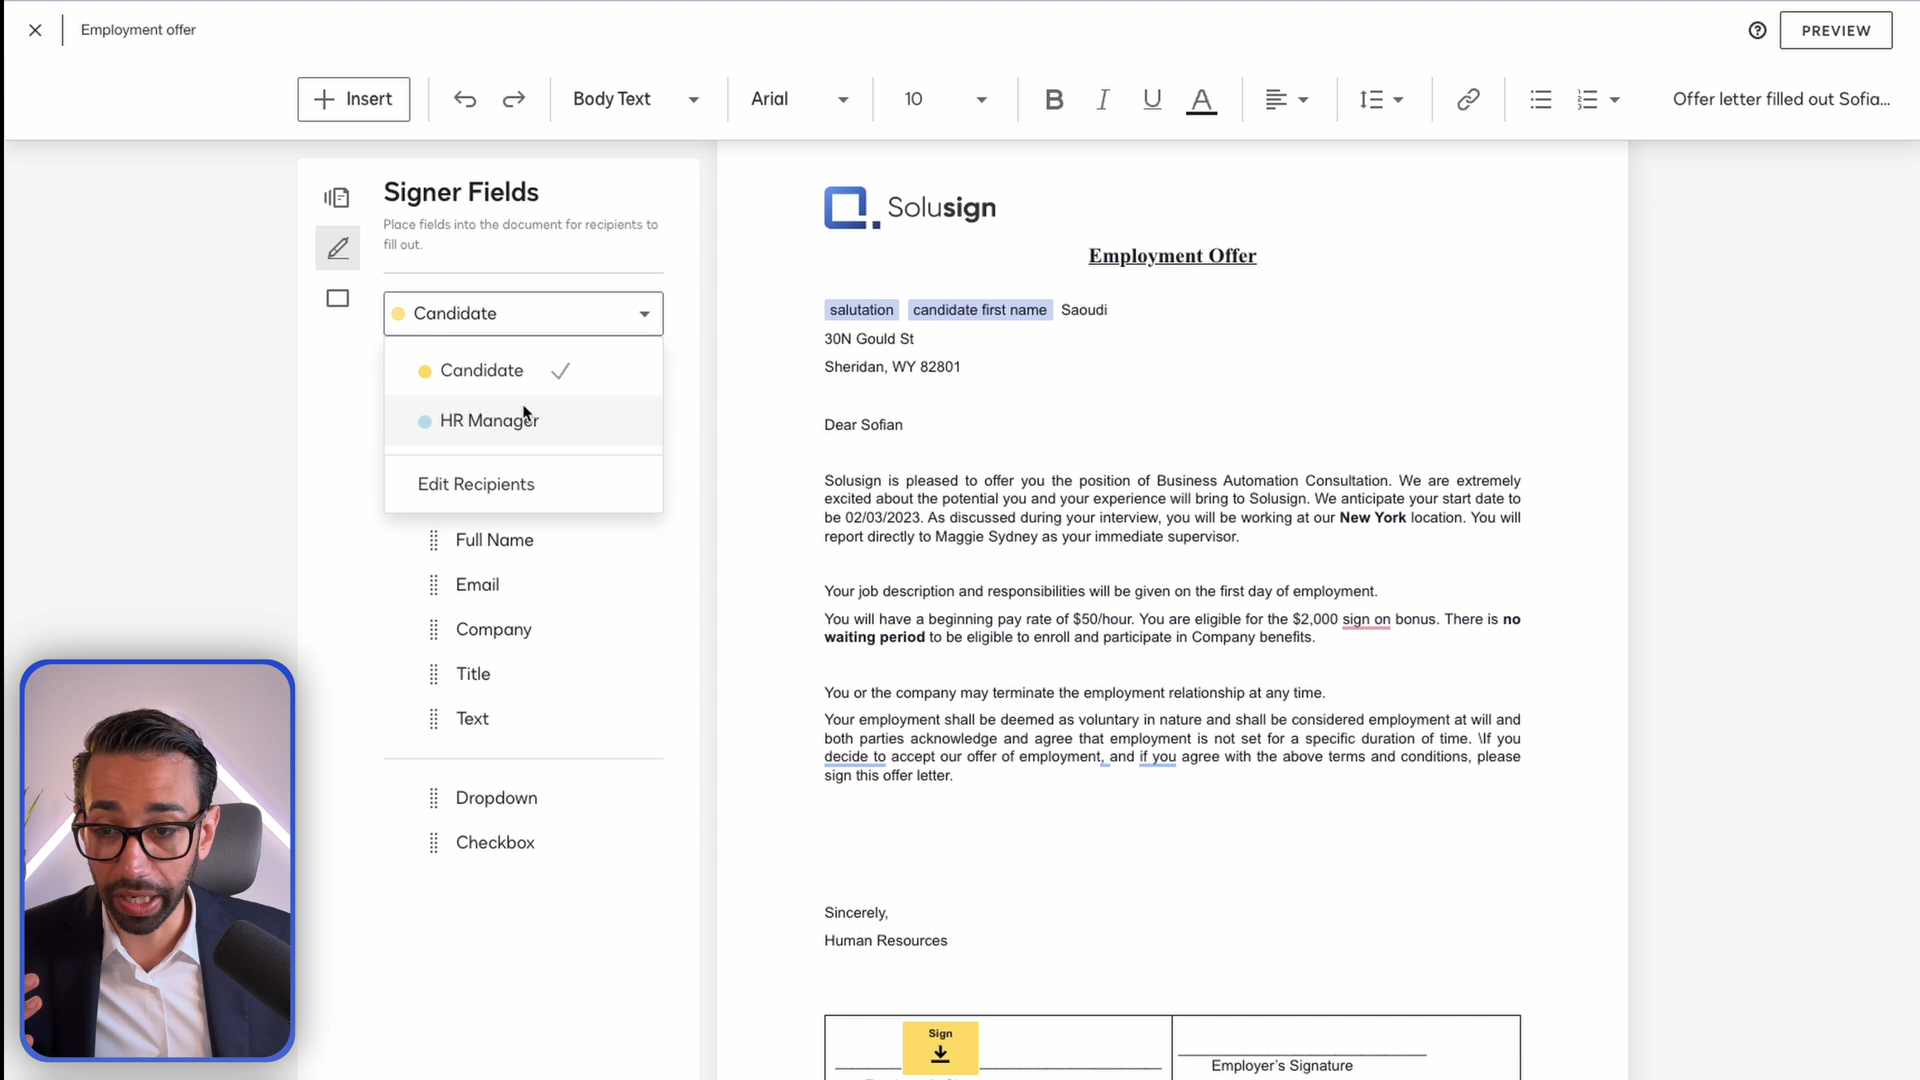 Employment offer
PREVIEW
Insert
Body Text
Arial
10
B I U A
Offer letter filled out Sofia...
Signer Fields
Place fields into the document for recipients to
fill out.
Candidate
Candidate
HR Manager
Edit Recipients
Full Name
Email
Company
Title
Text
Dropdown
Checkbox
Solusign
Employment Offer
salutation candidate first name Saoudi
30N Gould St
Sheridan, WY 82801
Dear Sofian
Solusign is pleased to offer you the position of Business Automation Consultation. We are extremely
excited about the potential you and your experience will bring to Solusign. We anticipate your start date to
be 02/03/2023. As discussed during your interview, you will be working at our New York location. You will
report directly to Maggie Sydney as your immediate supervisor.
Your job description and responsibilities will be given on the first day of employment.
You will have a beginning pay rate of $50/hour. You are eligible for the $2,000 sign on bonus. There is no
waiting period to be eligible to enroll and participate in Company benefits.
You or the company may terminate the employment relationship at any time.
Your employment shall be deemed as voluntary in nature and shall be considered employment at will and
both parties acknowledge and agree that employment is not set for a specific duration of time. \If you
decide to accept our offer of employment, and if you agree with the above terms and conditions, please
sign this offer letter.
Sincerely,
Human Resources
Sign
Employer's Signature